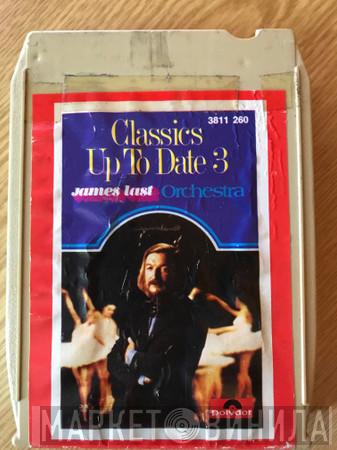 3811 260
Classics
Up To Date 3
james last Orchestra
polydor
МАРКЕТ ВИНИЛА